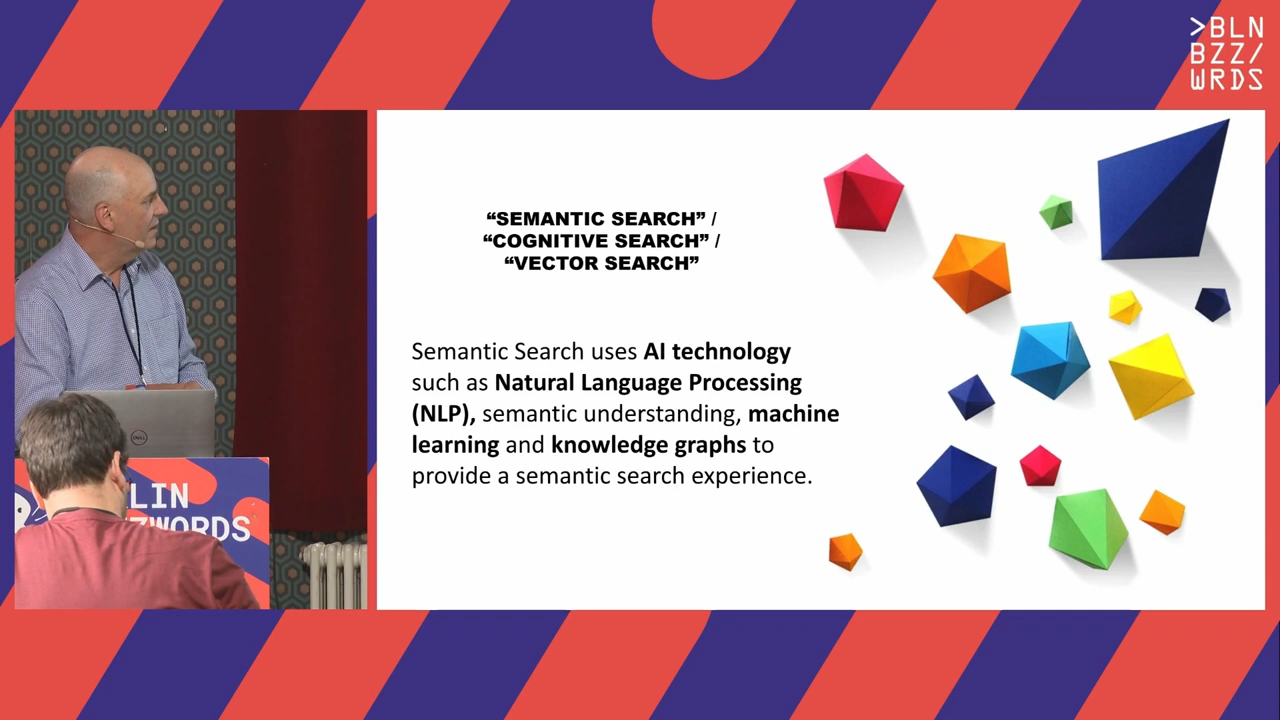 >BLN
BZZ/
WRDS
“SEMANTIC SEARCH” /
“COGNITIVE SEARCH” /
“VECTOR SEARCH”
Semantic Search uses AI technology
such as Natural Language Processing
(NLP), semantic understanding, machine
learning and knowledge graphs to
provide a semantic search experience.
DELL
LIN
ZWORDS